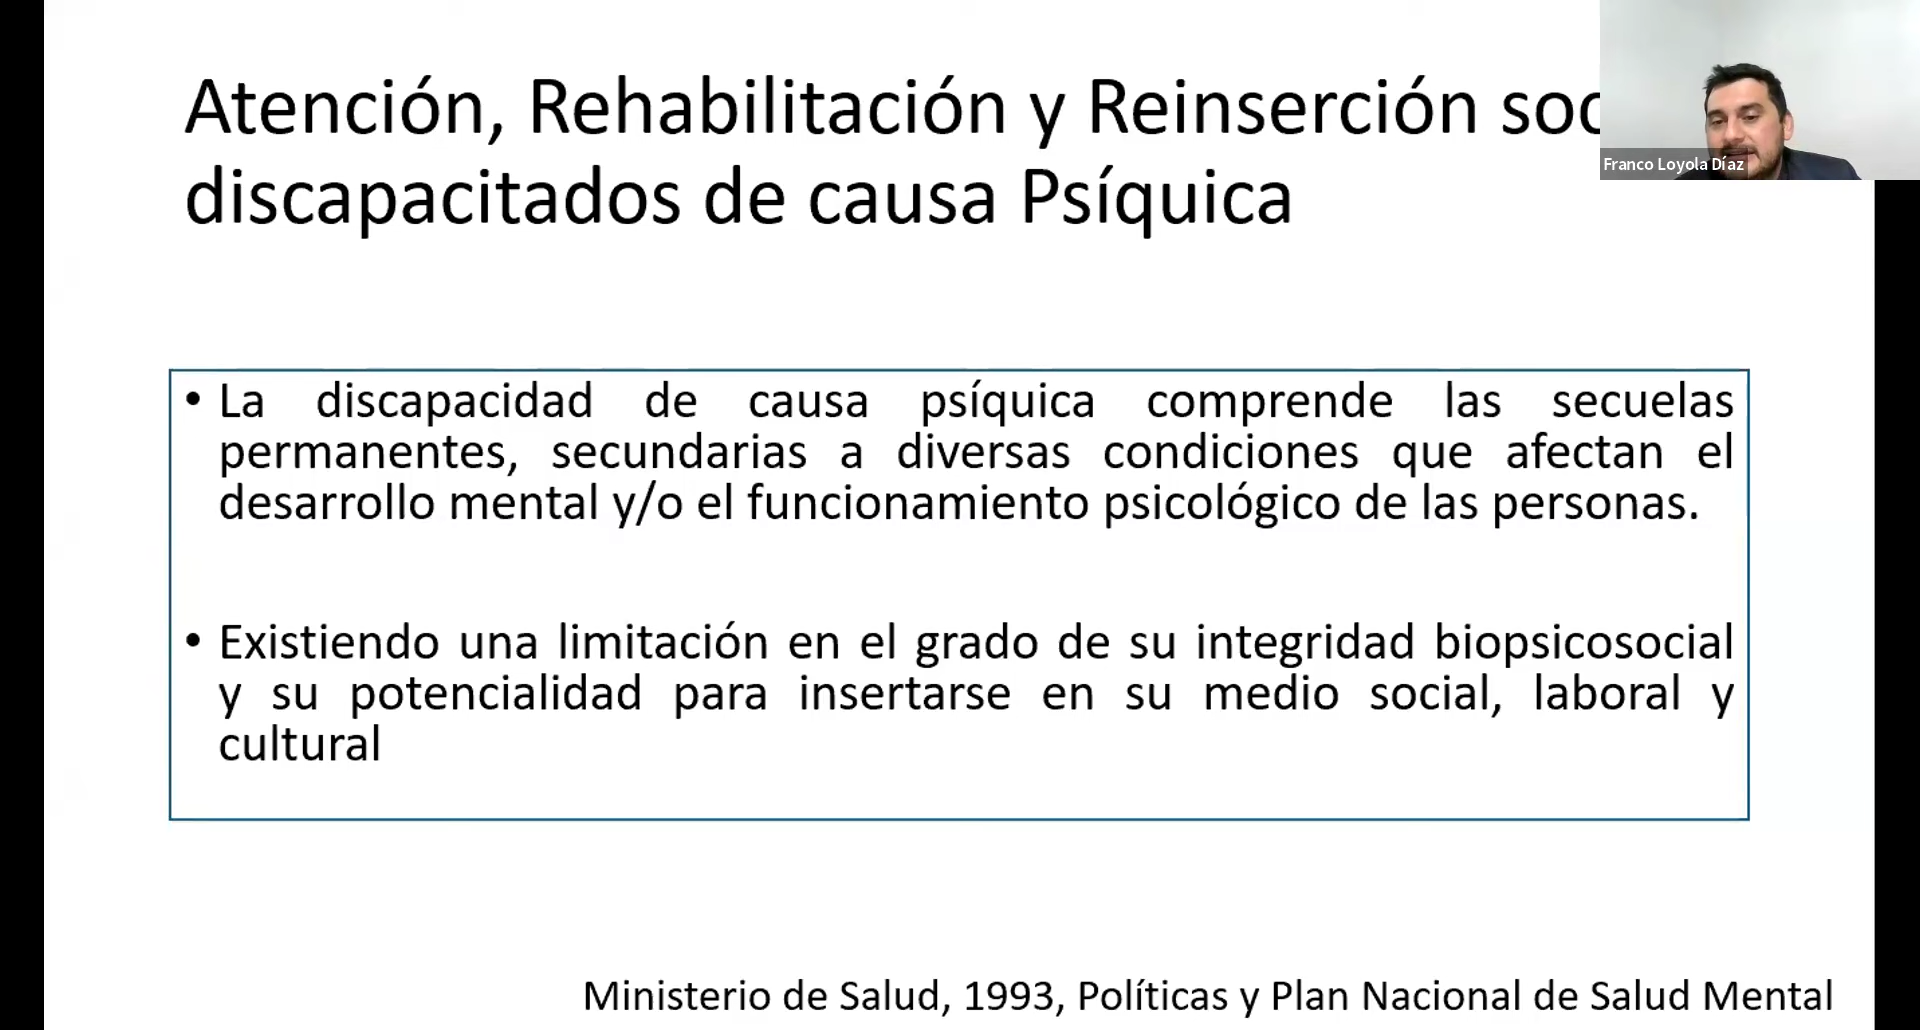 Atención, Rehabilitación y Reinserción
discapacitados de causa Psíquica
Franco Loyola Díaz
• La discapacidad de causa psíquica comprende las secuelas
permanentes, secundarias a diversas condiciones que afectan el
desarrollo mental y/o el funcionamiento psicológico de las personas.
• Existiendo una limitación en el grado de su integridad biopsicosocial
y su potencialidad para insertarse en su medio social, laboral y
cultural
Ministerio de Salud, 1993, Políticas y Plan Nacional de Salud Mental